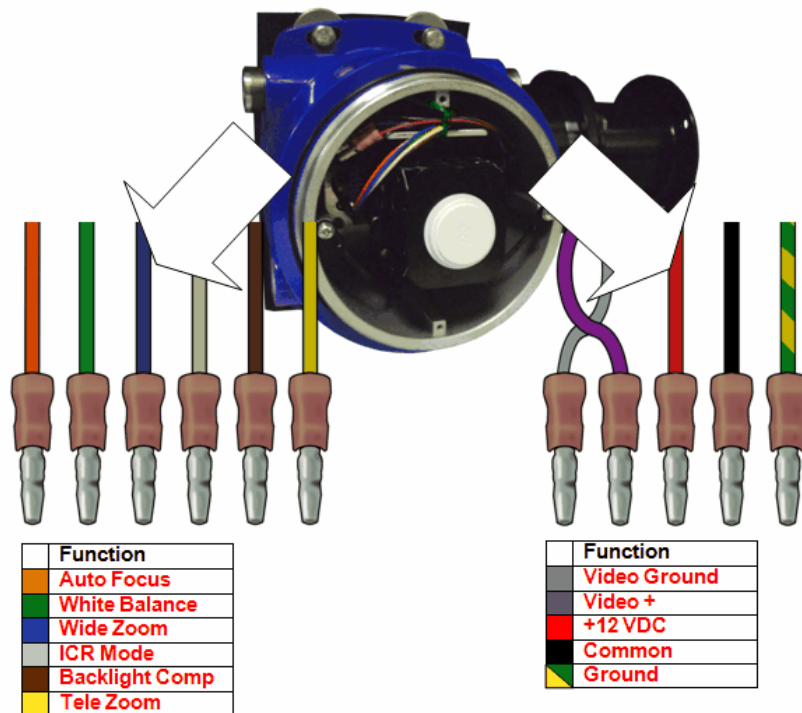 Function
Auto Focus
White Balance
Wide Zoom
ICR Mode
Backlight Comp
Tele Zoom
Function
Video Ground
Video +
+12 VDC
Common
Ground